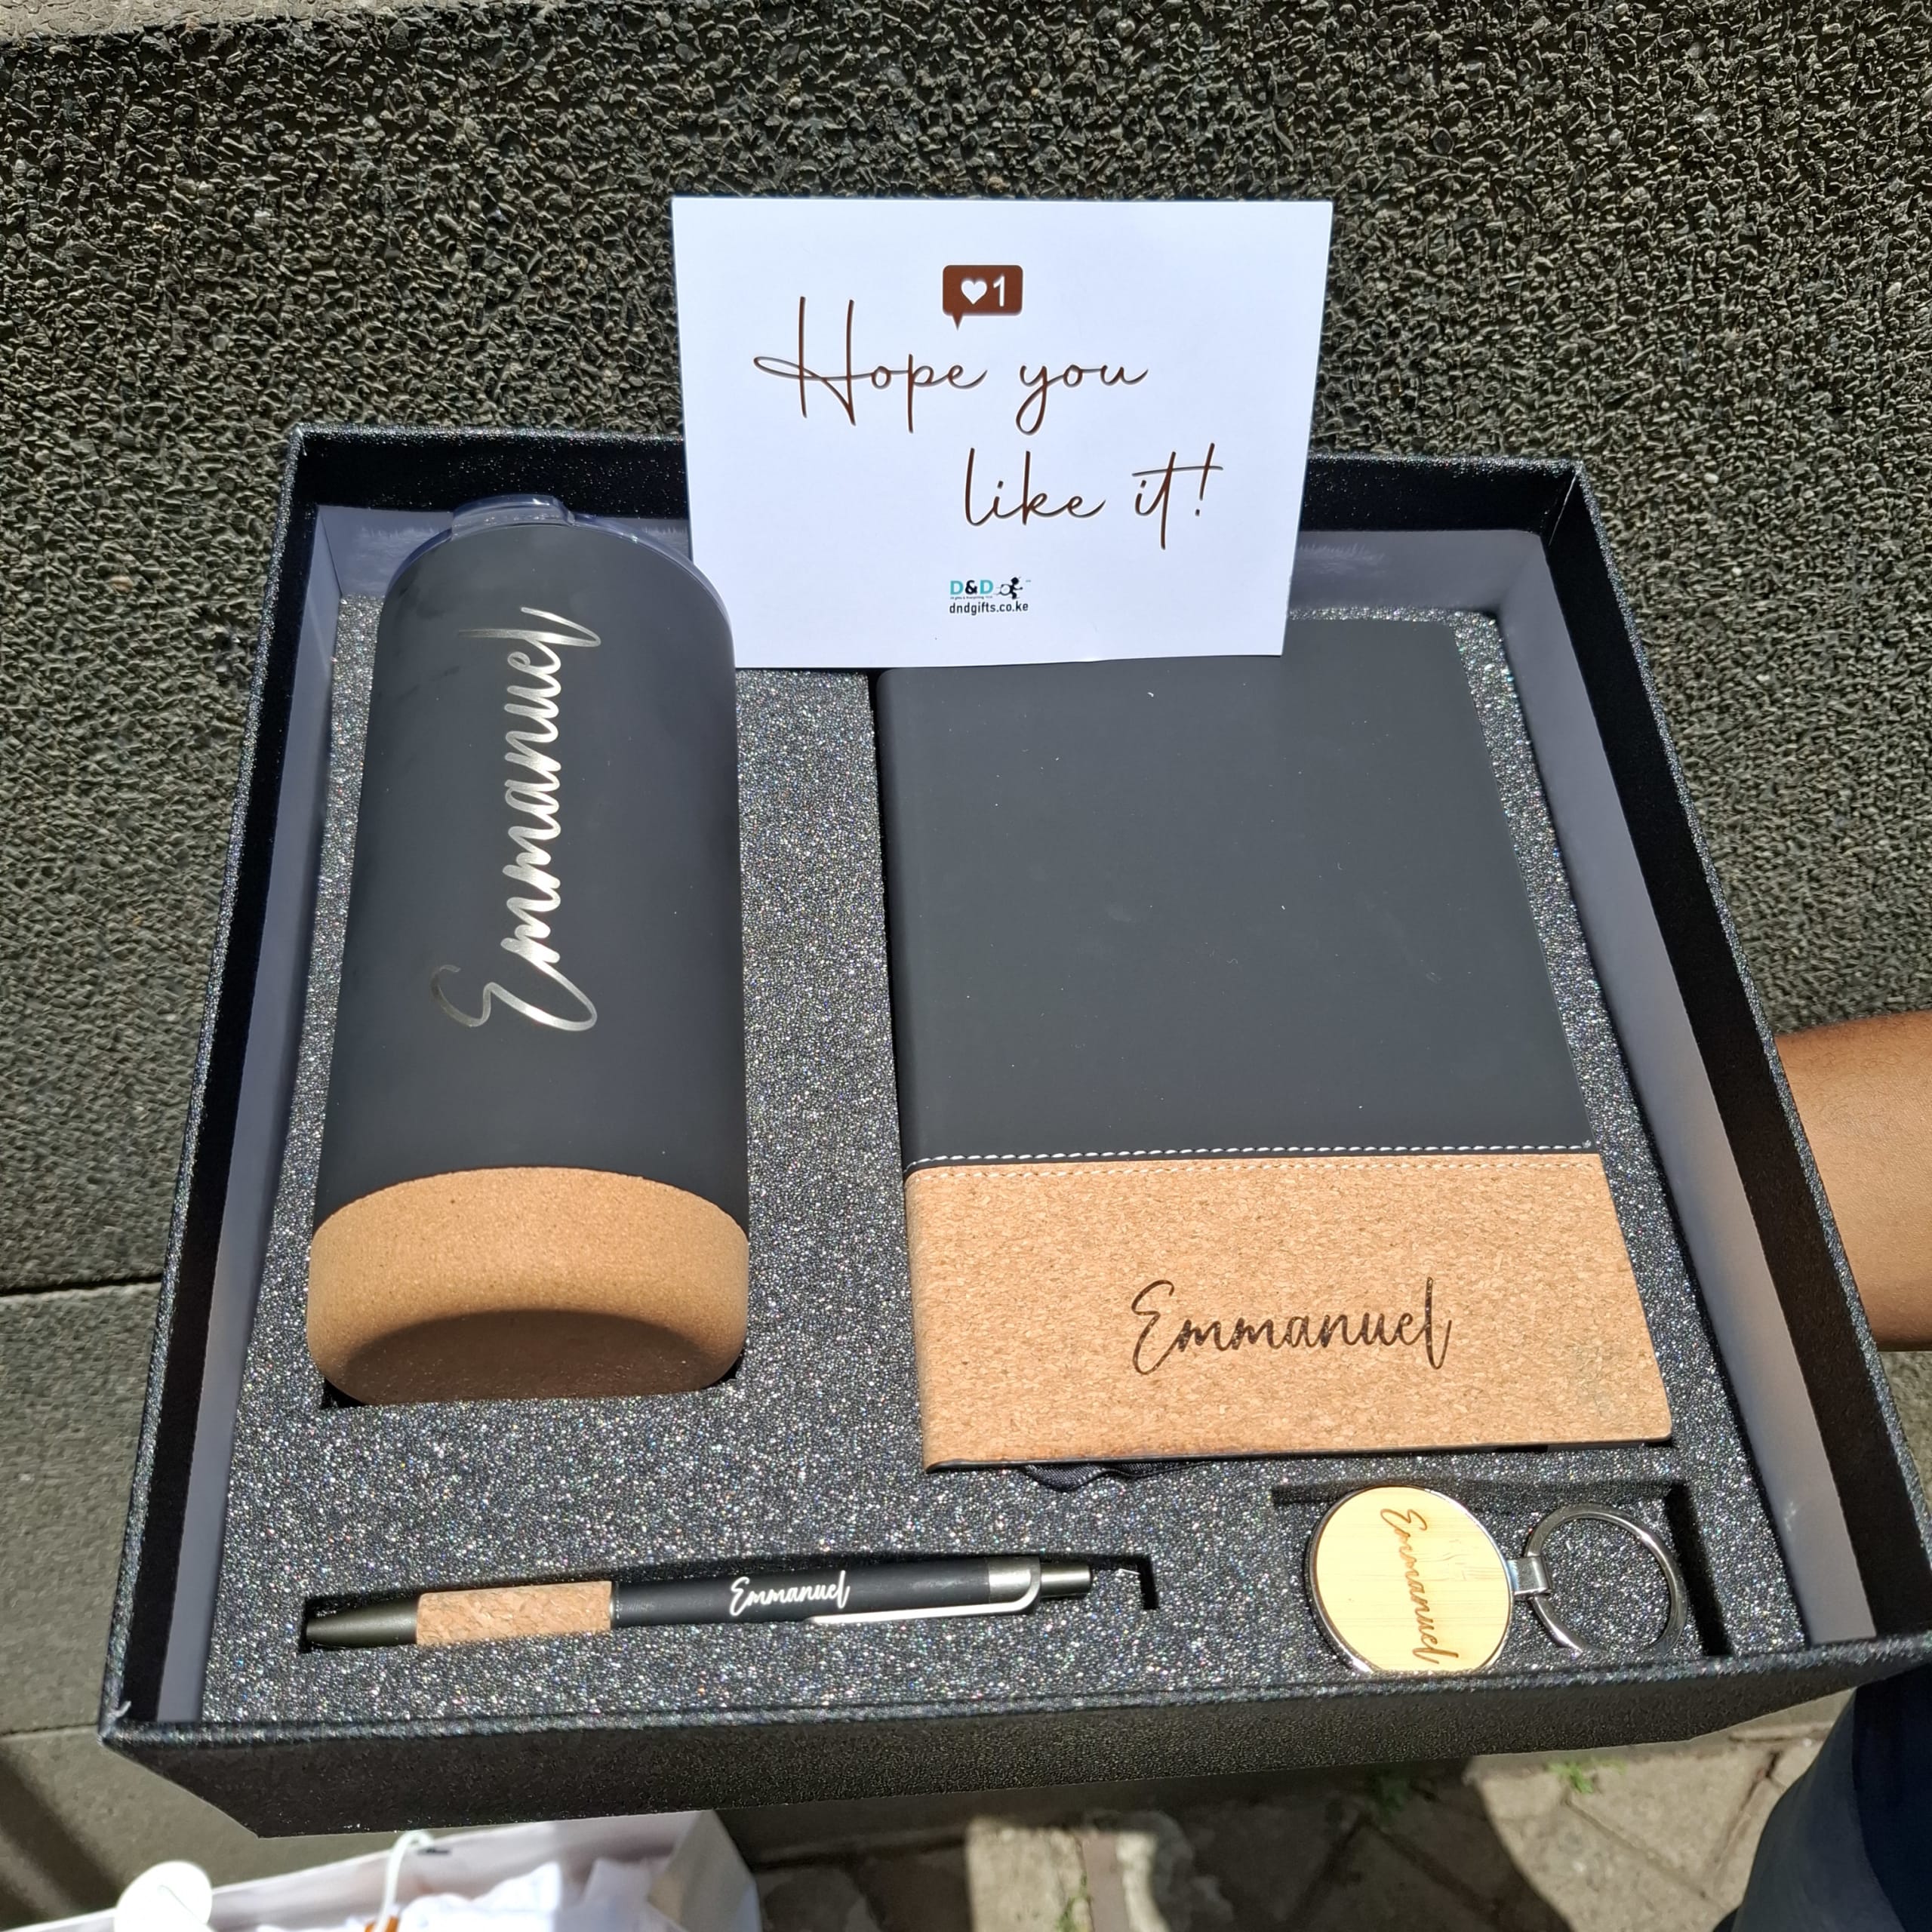 1
Hope you
like it!
D&D
dndgifts.co.ke
Emmanuel
Emmanuel
Emmanuel
Emmanuel